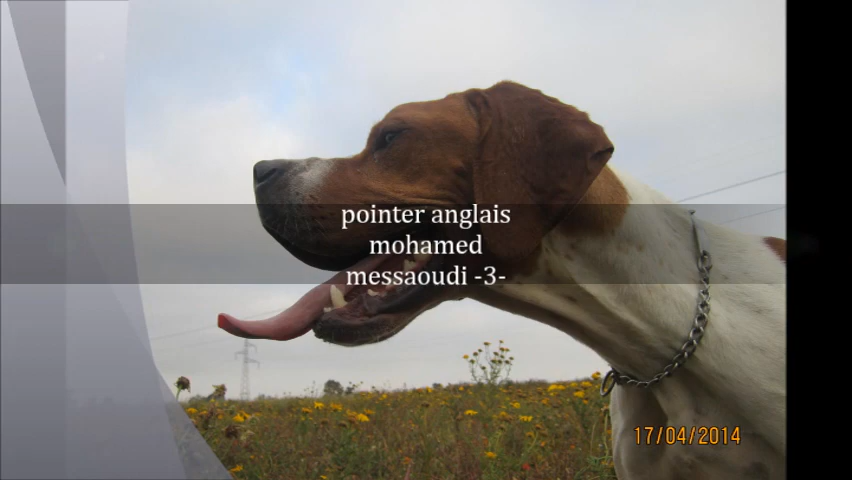 pointer anglais
mohamed
messaoudi -3-
17/04/2014